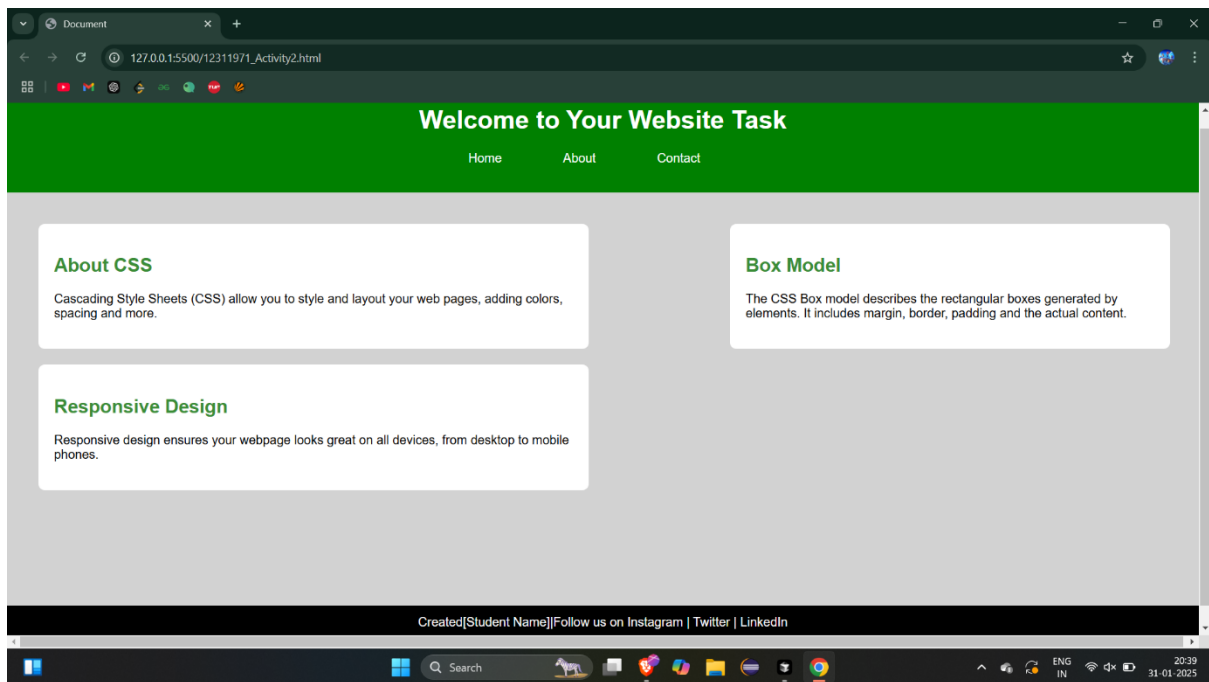 Document
127.0.0.1:5500/12311971_Activity2.html
Welcome to Your Website Task
Home About Contact
About CSS
Cascading Style Sheets (CSS) allow you to style and layout your web pages, adding colors,
spacing and more.
Box Model
The CSS Box model describes the rectangular boxes generated by
elements. It includes margin, border, padding and the actual content.
Responsive Design
Responsive design ensures your webpage looks great on all devices, from desktop to mobile
phones.
Created[Student Name]|Follow us on Instagram | Twitter | LinkedIn
Search
ENG
IN
20:39
31-01-2025